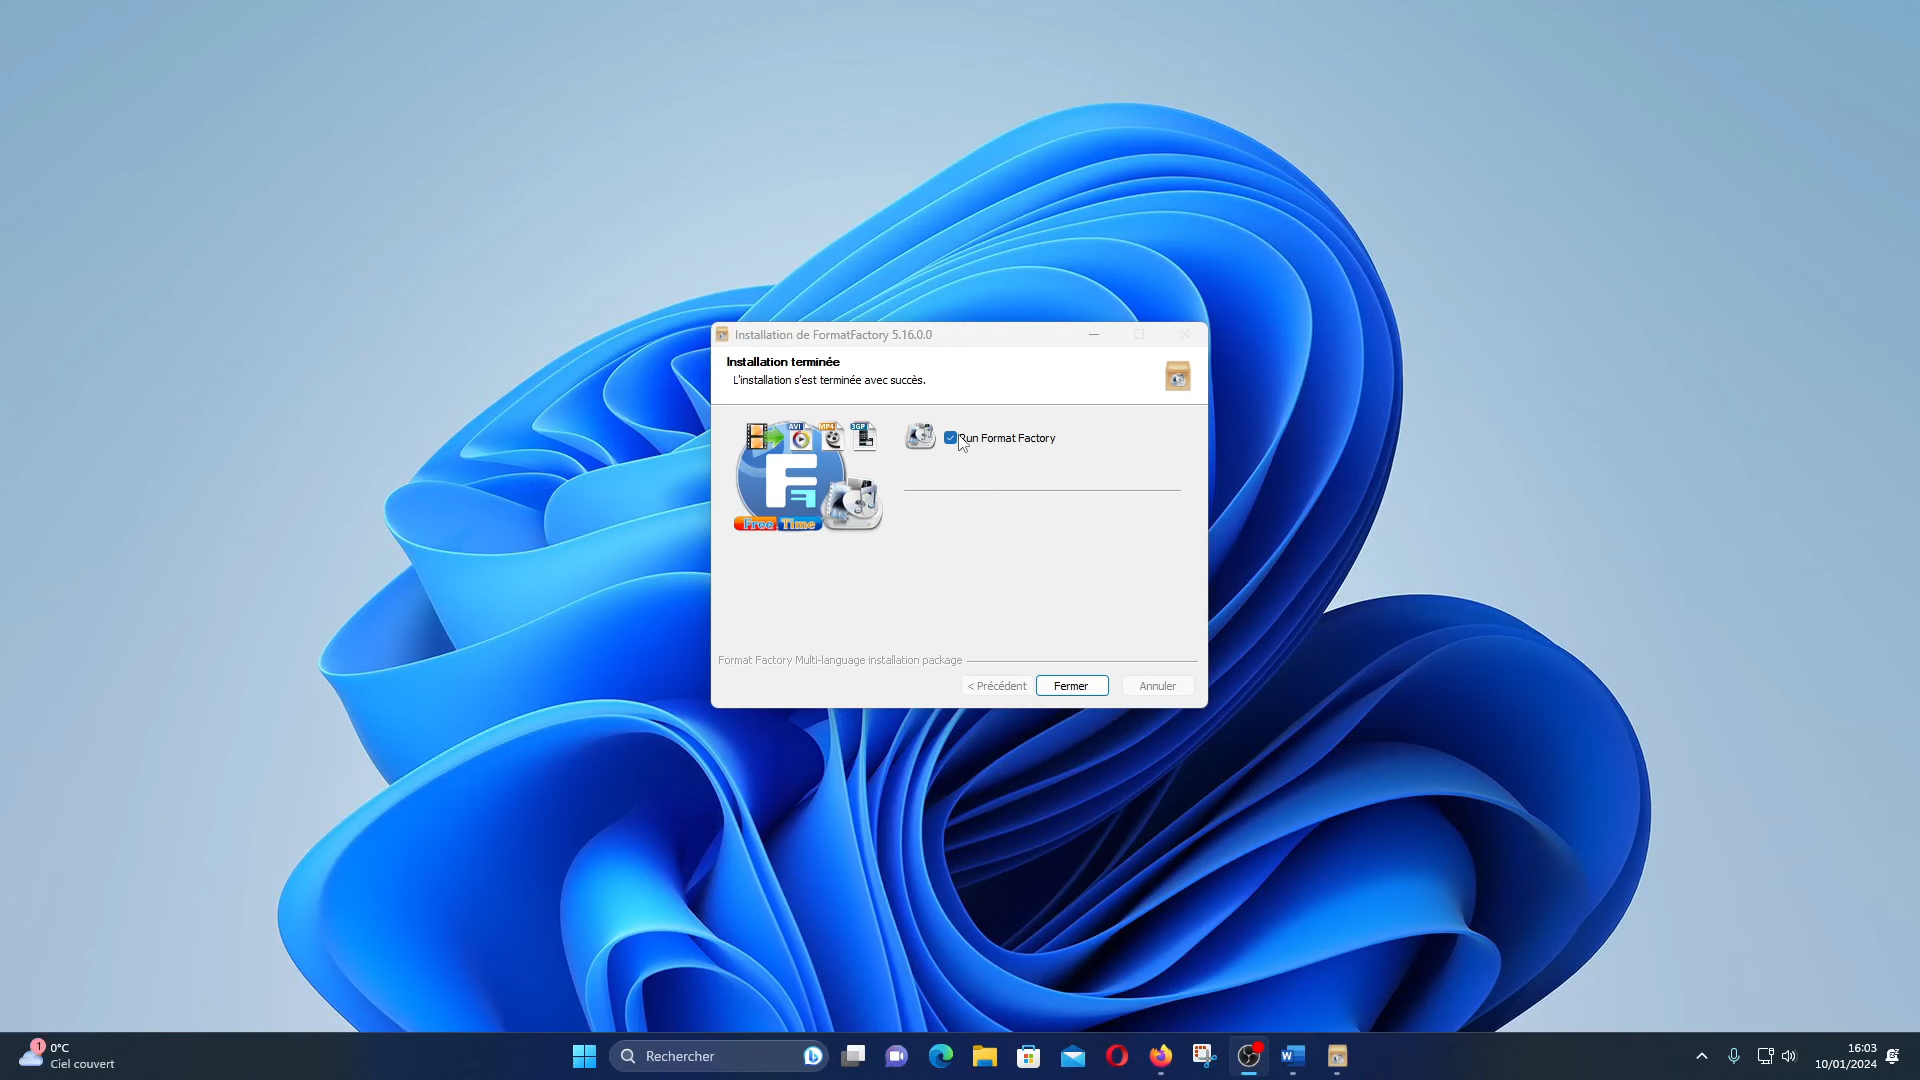 Installation de FormatFactory 5.16.0.0
Installation terminée
L'installation s'est terminée avec succès.
AVI
MP4
3GP
Free Time
Run Format Factory
Format Factory Multi-language installation package
< Précédent
Fermer
Annuler
1
0°C
Ciel couvert
Rechercher
16:03
10/01/2024